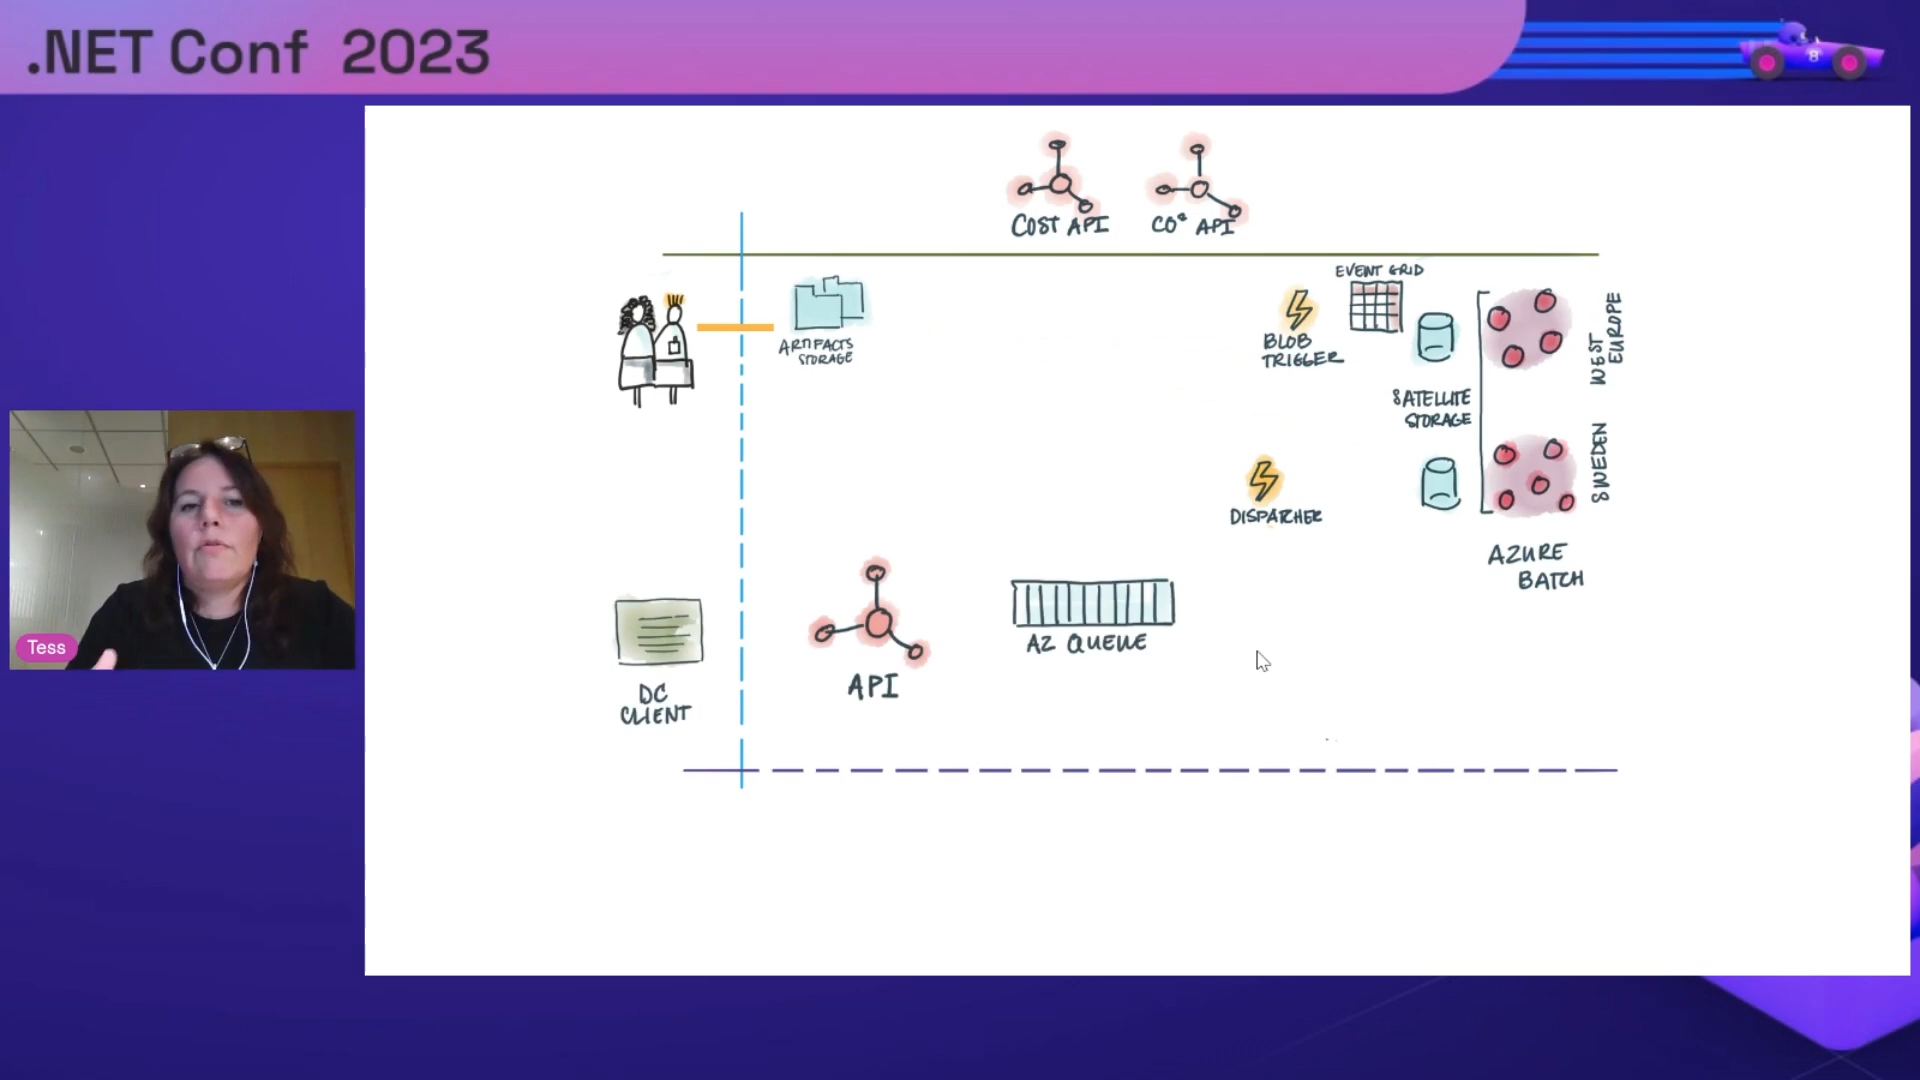 .NET Conf 2023
8
COST API
CO² API
EVENT GRID
BLOB
TRIGGER
ARTIFACTS
STORAGE
WEST
EUROPE
SATELLITE
STORAGE
SWEDEN
DISPATCHER
AZURE
BATCH
Tess
AZ QUEUE
API
DC
CLIENT